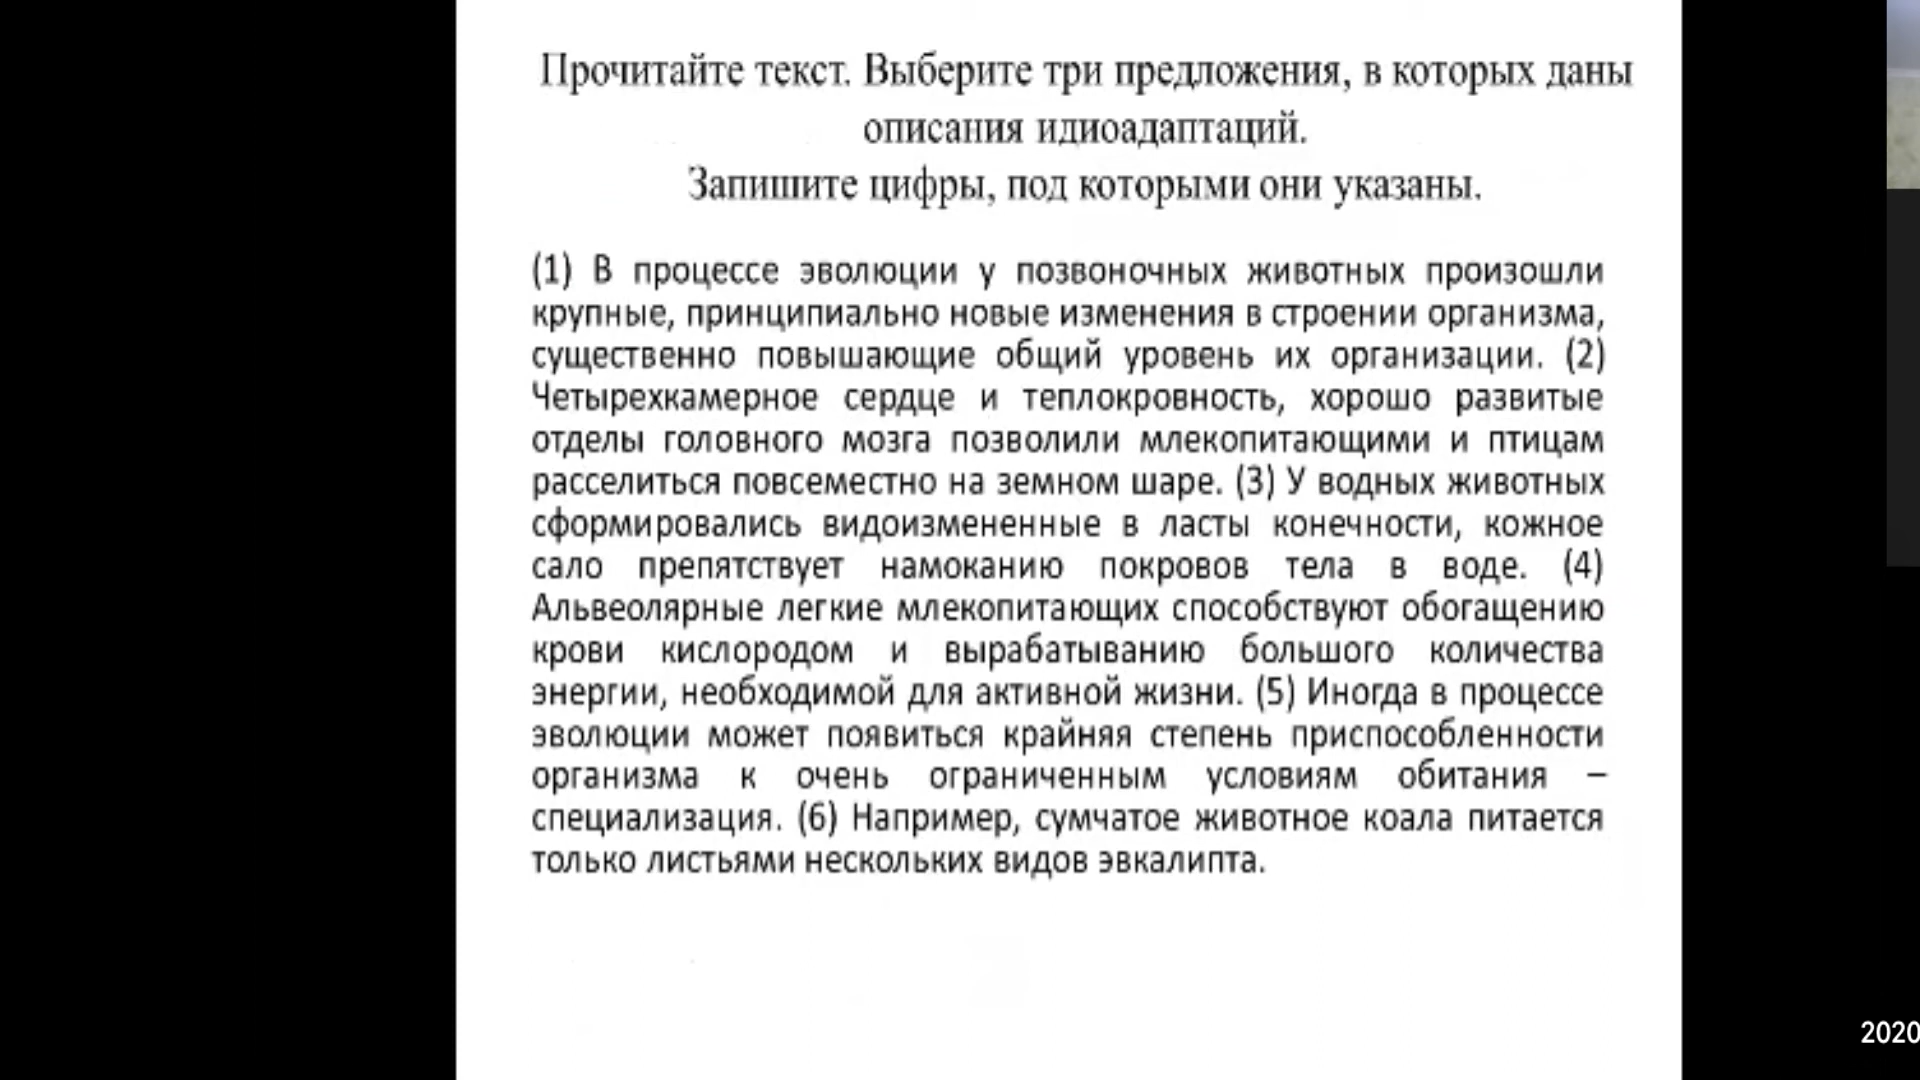 Прочитайте текст. Выберите три предложения, в которых даны
описания идиоадаптаций.
Запишите цифры, под которыми они указаны.
(1) В процессе эволюции у позвоночных животных произошли
крупные, принципиально новые изменения в строении организма,
существенно повышающие общий уровень их организации. (2)
Четырехкамерное сердце и теплокровность, хорошо развитые
отделы головного мозга позволили млекопитающими и птицам
расселиться повсеместно на земном шаре. (3) У водных животных
сформировались видоизмененные в ласты конечности, кожное
сало препятствует намоканию покровов тела в воде. (4)
Альвеолярные легкие млекопитающих способствуют обогащению
крови кислородом и вырабатыванию большого количества
энергии, необходимой для активной жизни. (5) Иногда в процессе
эволюции может появиться крайняя степень приспособленности
организма к очень ограниченным условиям обитания –
специализация. (6) Например, сумчатое животное коала питается
только листьями нескольких видов эвкалипта.
2020